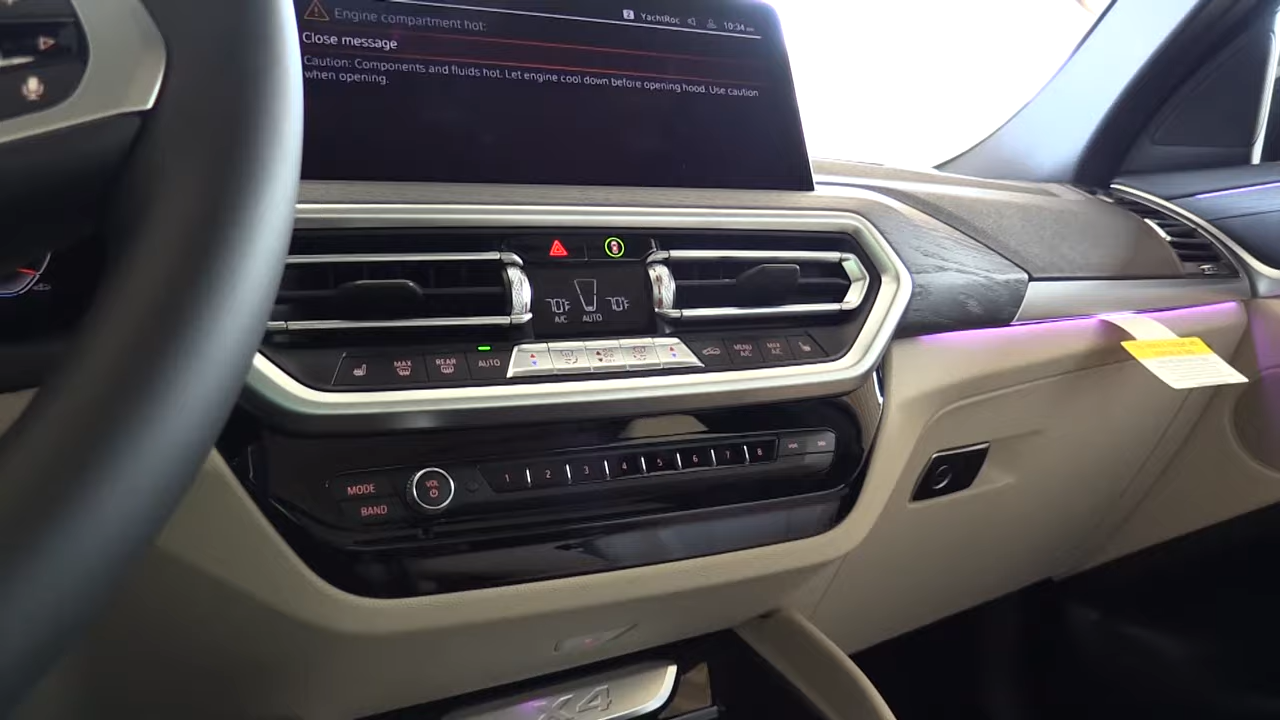 Engine compartment hot:
YachtRoc
10:34 am
Close message
Caution: Components and fluids hot. Let engine cool down before opening hood. Use caution
when opening.
70°F
70°F
A/C
AUTO
MAX
REAR
AUTO
MENU
A/C
MAX
A/C
MODE
VOL
BAND
1 2 3 4 5 6 7 8
X4